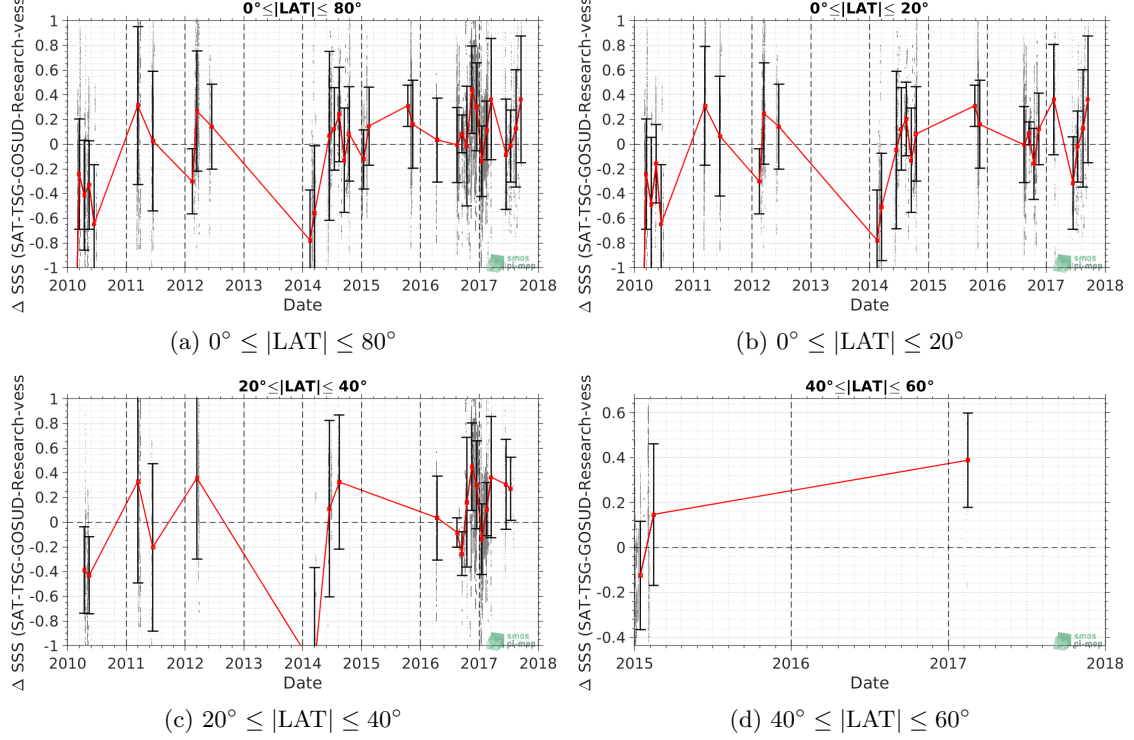 0°≤|LAT|≤ 80°
Δ SSS (SAT-TSG-GOSUD-Research-vess
1
0.8
0.6
0.4
0.2
0
-0.2
-0.4
-0.6
-0.8
-1
2010 2011 2012 2013 2014 2015 2016 2017 2018
Date
smos
pi-mep
(a) 0° ≤ |LAT| ≤ 80°
0°≤|LAT|≤ 20°
Δ SSS (SAT-TSG-GOSUD-Research-vess
1
0.8
0.6
0.4
0.2
0
-0.2
-0.4
-0.6
-0.8
-1
2010 2011 2012 2013 2014 2015 2016 2017 2018
Date
smos
pi-mep
(b) 0° ≤ |LAT| ≤ 20°
20°≤|LAT|≤ 40°
Δ SSS (SAT-TSG-GOSUD-Research-vess
1
0.8
0.6
0.4
0.2
0
-0.2
-0.4
-0.6
-0.8
-1
2010 2011 2012 2013 2014 2015 2016 2017 2018
Date
smos
pi-mep
(c) 20° ≤ |LAT| ≤ 40°
40°≤|LAT|≤ 60°
Δ SSS (SAT-TSG-GOSUD-Research-vess
0.6
0.4
0.2
0
-0.2
-0.4
2015 2016 2017 2018
Date
smos
pi-mep
(d) 40° ≤ |LAT| ≤ 60°